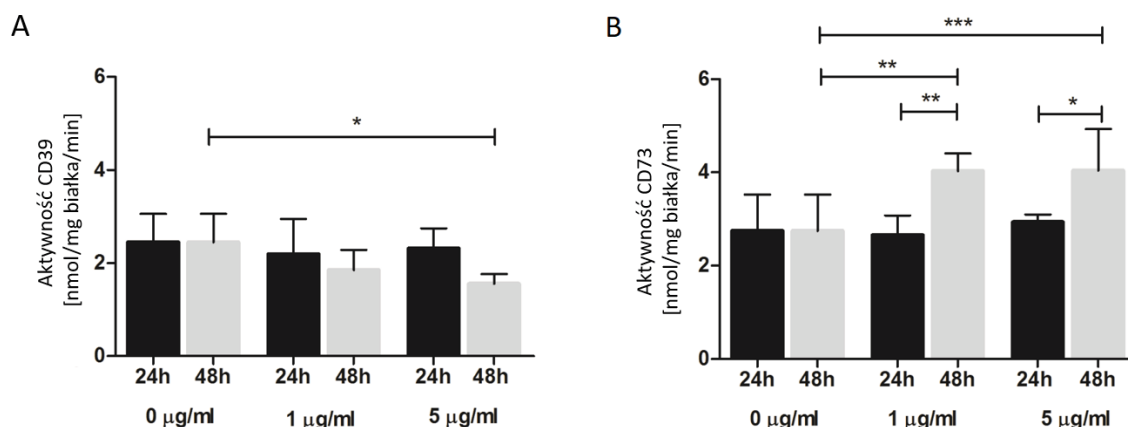 A
Aktywność CD39
[nmol/mg białka/min]
6
4
2
0
*
24h 48h 24h 48h 24h 48h
0 µg/ml 1 µg/ml 5 µg/ml
B
Aktywność CD73
[nmol/mg białka/min]
6
4
2
0
***
**
**
*
24h 48h 24h 48h 24h 48h
0 µg/ml 1 µg/ml 5 µg/ml